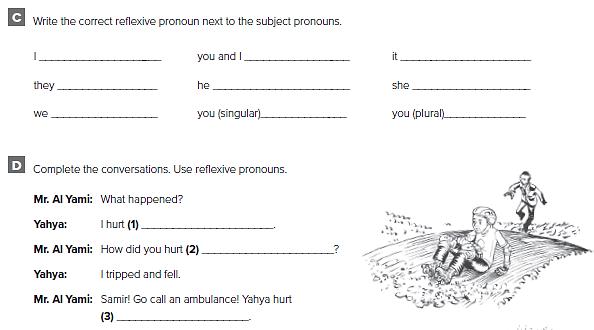 C Write the correct reflexive pronoun next to the subject pronouns.
I ____________ you and I ____________ it ____________
they ____________ he ____________ she ____________
we ____________ you (singular)____________ you (plural)____________
D Complete the conversations. Use reflexive pronouns.
Mr. Al Yami: What happened?
Yahya: I hurt (1) ____________.
Mr. Al Yami: How did you hurt (2) ____________?
Yahya: I tripped and fell.
Mr. Al Yami: Samir! Go call an ambulance! Yahya hurt
(3) ____________.